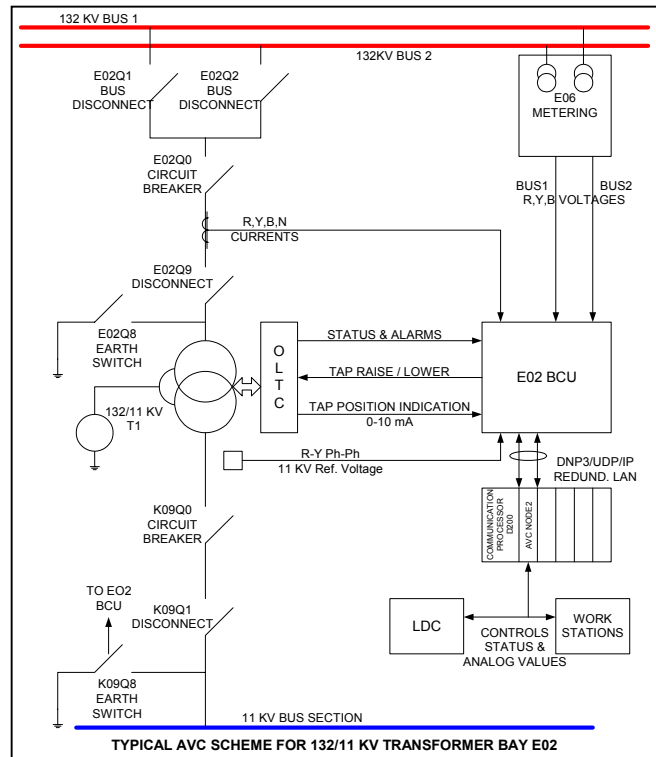 132 KV BUS 1
132KV BUS 2
E02Q1
BUS
DISCONNECT
E02Q2
BUS
DISCONNECT
E06
METERING
E02Q0
CIRCUIT
BREAKER
BUS1
BUS2
R,Y,B VOLTAGES
R,Y,B,N
CURRENTS
E02Q9
DISCONNECT
E02Q8
EARTH
SWITCH
O
L
T
C
STATUS & ALARMS
TAP RAISE / LOWER
TAP POSITION INDICATION
0-10 mA
E02 BCU
132/11 KV
T1
R-Y Ph-Ph
11 KV Ref. Voltage
DNP3/UDP/IP
REDUND. LAN
K09Q0
CIRCUIT
BREAKER
COMMUNICATION
PROCESSOR
D200
AVC NODE2
TO EO2
BCU
K09Q1
DISCONNECT
LDC
WORK
STATIONS
CONTROLS
STATUS &
ANALOG VALUES
K09Q8
EARTH
SWITCH
11 KV BUS SECTION
TYPICAL AVC SCHEME FOR 132/11 KV TRANSFORMER BAY E02